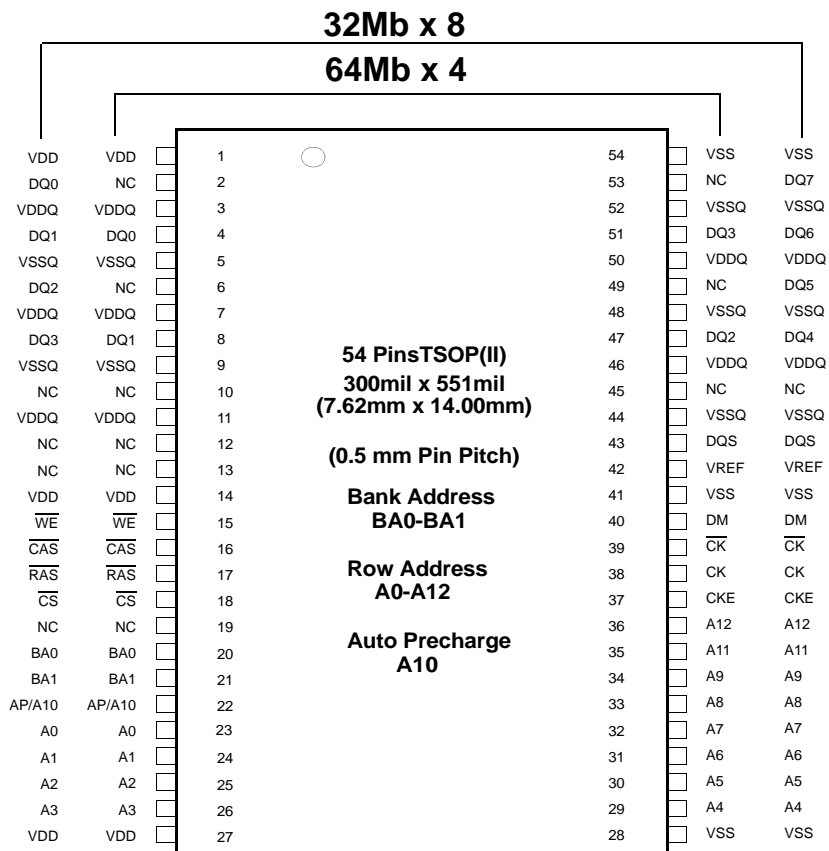 32Mb x 8
64Mb x 4
VDD VDD 1 54 VSS VSS
DQ0 NC 2 53 NC DQ7
VDDQ VDDQ 3 52 VSSQ VSSQ
DQ1 DQ0 4 51 DQ3 DQ6
VSSQ VSSQ 5 50 VDDQ VDDQ
DQ2 NC 6 49 NC DQ5
VDDQ VDDQ 7 48 VSSQ VSSQ
DQ3 DQ1 8 47 DQ2 DQ4
54 PinsTSOP(II)
VSSQ VSSQ 9 46 VDDQ VDDQ
300mil x 551mil
NC NC 10 45 NC NC
(7.62mm x 14.00mm)
VDDQ VDDQ 11 44 VSSQ VSSQ
NC NC 12 43 DQS DQS
(0.5 mm Pin Pitch)
NC NC 13 42 VREF VREF
VDD VDD 14 41 VSS VSS
Bank Address
WE WE 15 40 DM DM
BA0-BA1
CAS CAS 16 39 CK CK
RAS RAS 17 38 CK CK
Row Address
CS CS 18 37 CKE CKE
A0-A12
NC NC 19 36 A12 A12
BA0 BA0 20 35 A11 A11
Auto Precharge
BA1 BA1 21 34 A9 A9
A10
AP/A10 AP/A10 22 33 A8 A8
A0 A0 23 32 A7 A7
A1 A1 24 31 A6 A6
A2 A2 25 30 A5 A5
A3 A3 26 29 A4 A4
VDD VDD 27 28 VSS VSS